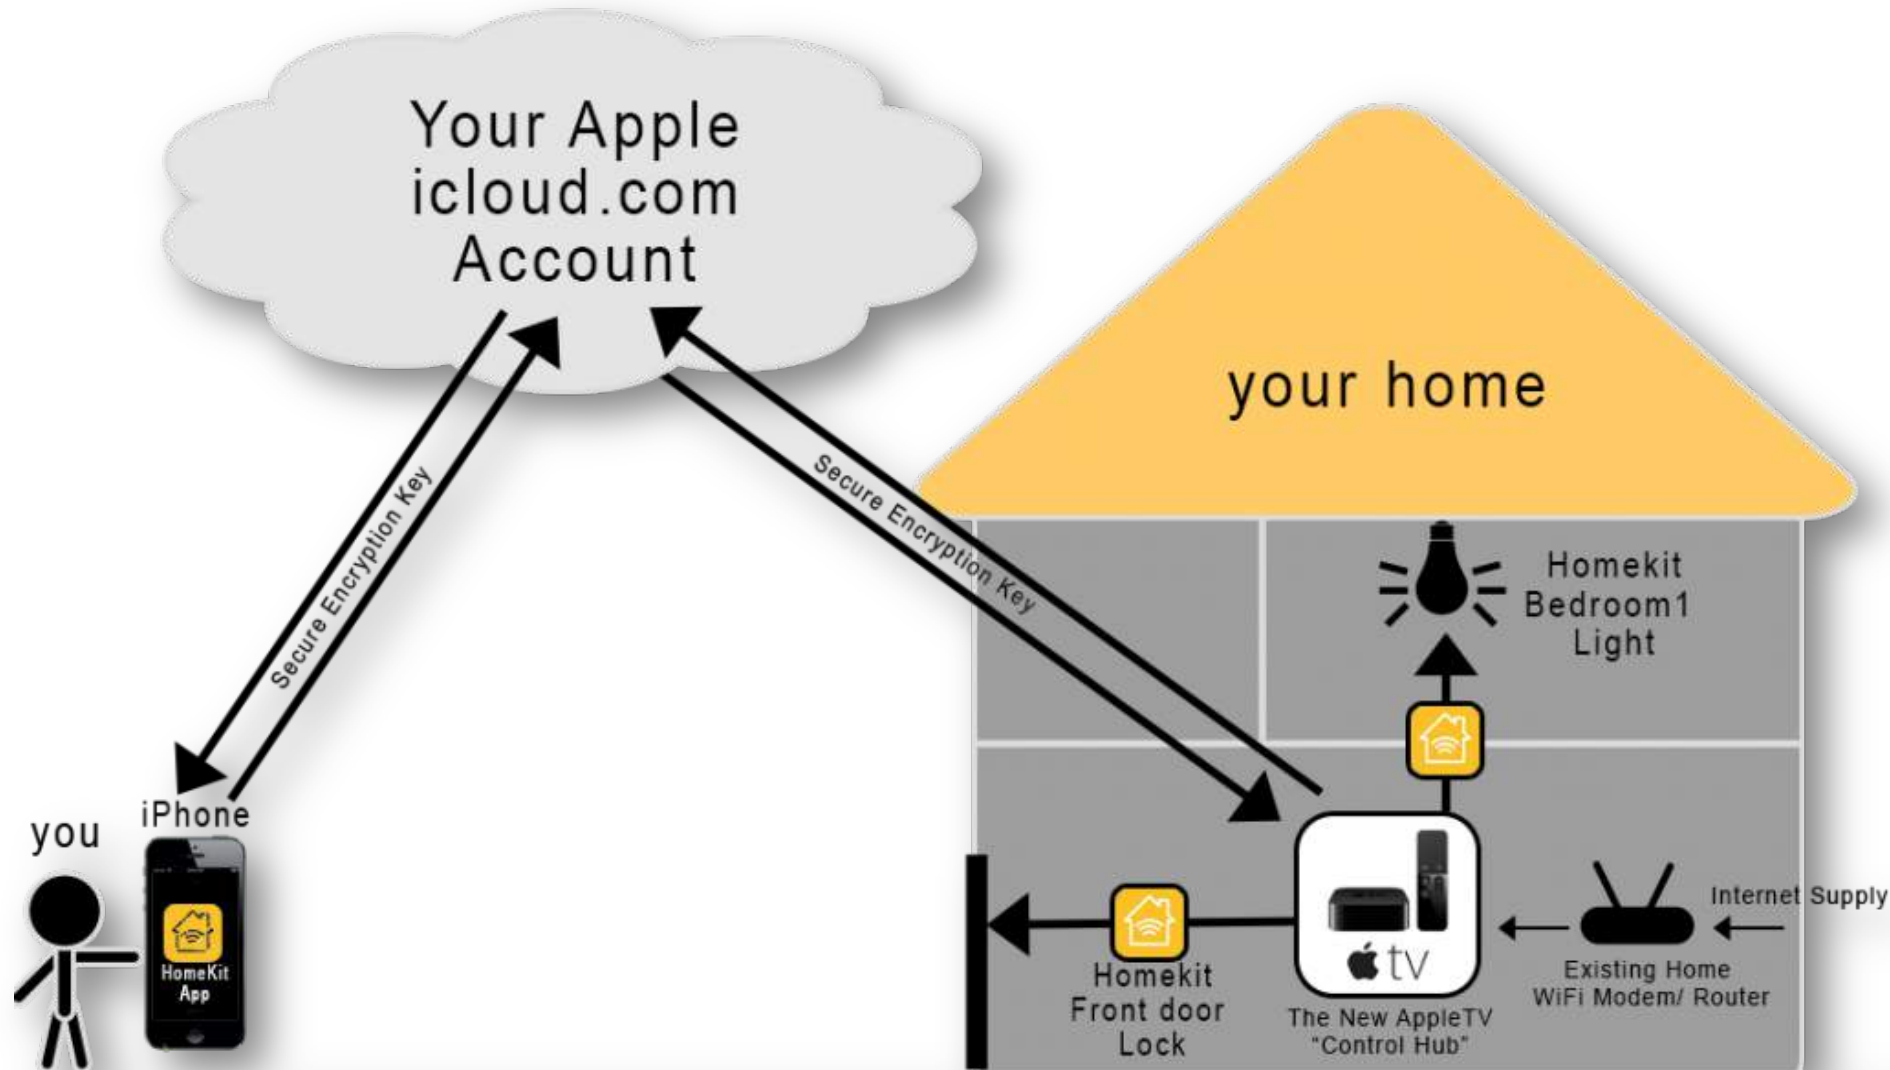 Your Apple
icloud.com
Account
your home
Secure Encryption Key
Secure Encryption Key
Homekit
Bedroom1
Light
you
iPhone
HomeKit
App
tv
Internet Supply
Homekit
Front door
Lock
The New AppleTV
"Control Hub"
Existing Home
WiFi Modem/ Router